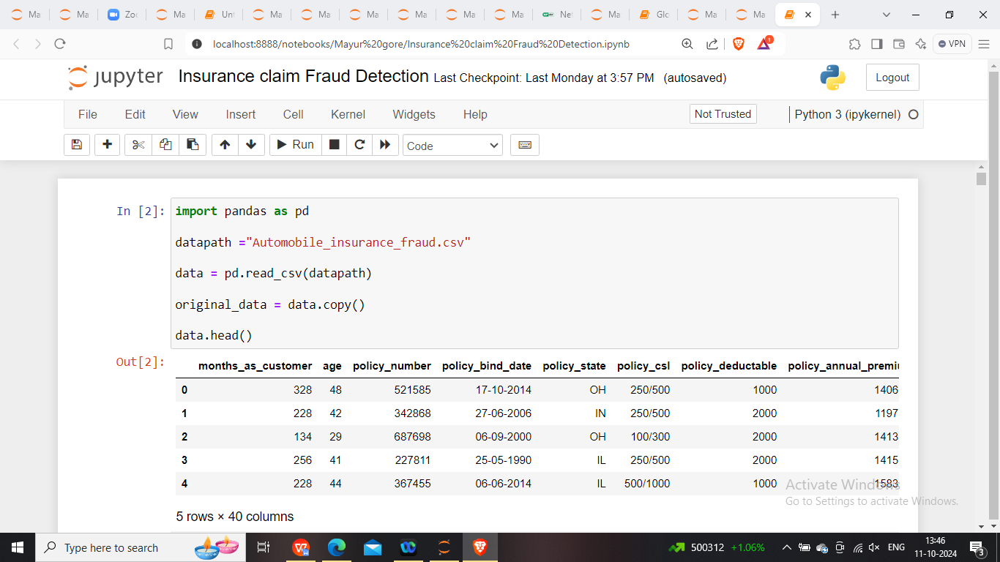 Ma
Ma
Zoo
Ma
Unt
Ma
Ma
Ma
Ma
Ma
Ma
Net
Ma
Glo
Ma
Ma
localhost:8888/notebooks/Mayur%20gore/Insurance%20claim%20Fraud%20Detection.ipynb
1
VPN
jupyter Insurance claim Fraud Detection Last Checkpoint: Last Monday at 3:57 PM (autosaved)
Logout
File Edit View Insert Cell Kernel Widgets Help
Not Trusted
Python 3 (ipykernel)
Run
Code
In [2]:
import pandas as pd
datapath ="Automobile_insurance_fraud.csv"
data = pd.read_csv(datapath)
original_data = data.copy()
data.head()
Out[2]:
months_as_customer age policy_number policy_bind_date policy_state policy_csl policy_deductable policy_annual_premiu
0 328 48 521585 17-10-2014 OH 250/500 1000 1406
1 228 42 342868 27-06-2006 IN 250/500 2000 1197
2 134 29 687698 06-09-2000 OH 100/300 2000 1413
3 256 41 227811 25-05-1990 IL 250/500 2000 1415
4 228 44 367455 06-06-2014 IL 500/1000 1000 1583
5 rows × 40 columns
Activate Windows
Go to Settings to activate Windows.
Type here to search
500312 +1.06%
ENG
13:46
11-10-2024
3